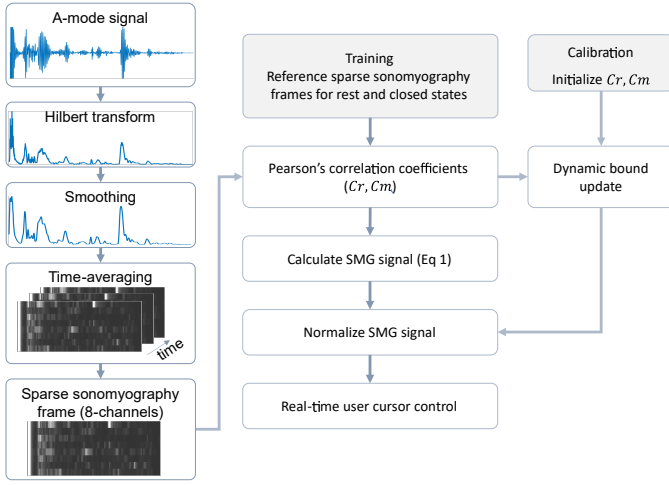 A-mode signal
Hilbert transform
Smoothing
Time-averaging
time
Sparse sonomyography
frame (8-channels)
Training
Reference sparse sonomyography
frames for rest and closed states
Pearson's correlation coefficients
(Cr, Cm)
Calculate SMG signal (Eq 1)
Normalize SMG signal
Real-time user cursor control
Calibration
Initialize Cr, Cm
Dynamic bound
update